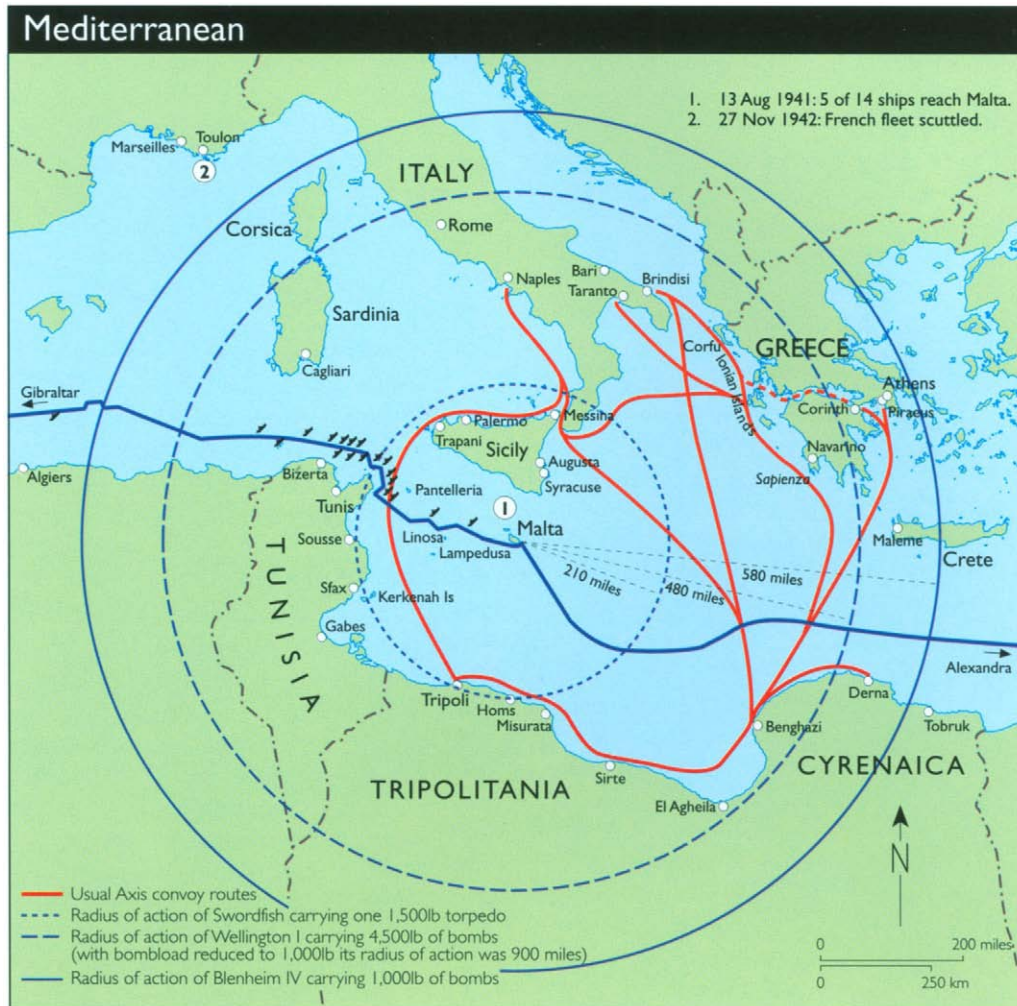 Mediterranean
1. 13 Aug 1941: 5 of 14 ships reach Malta.
2. 27 Nov 1942: French fleet scuttled.
Toulon
Marseilles
2
ITALY
Corsica
Rome
Naples
Bari
Brindisi
Taranto
Sardinia
Corfu
GREECE
Ionian Islands
Cagliari
Gibraltar
Athens
Corinth
Piraeus
Messiha
Palermo
Trapani
Sicily
Navarino
Augusta
Algiers
Bizerta
Syracuse
Sapienza
Pantelleria
Tunis
1
Malta
Sousse
Linosa
Lampedusa
Maleme
Crete
TUNISIA
210 miles
480 miles
580 miles
Sfax
Kerkenah Is
Gabes
Alexandra
Tripoli
Homs
Misurata
Derna
Benghazi
Tobruk
Sirte
CYRENAICA
TRIPOLITANIA
El Agheila
N
Usual Axis convoy routes
Radius of action of Swordfish carrying one 1,500lb torpedo
Radius of action of Wellington I carrying 4,500lb of bombs
(with bombload reduced to 1,000lb its radius of action was 900 miles)
Radius of action of Blenheim IV carrying 1,000lb of bombs
0 200 miles
0 250 km